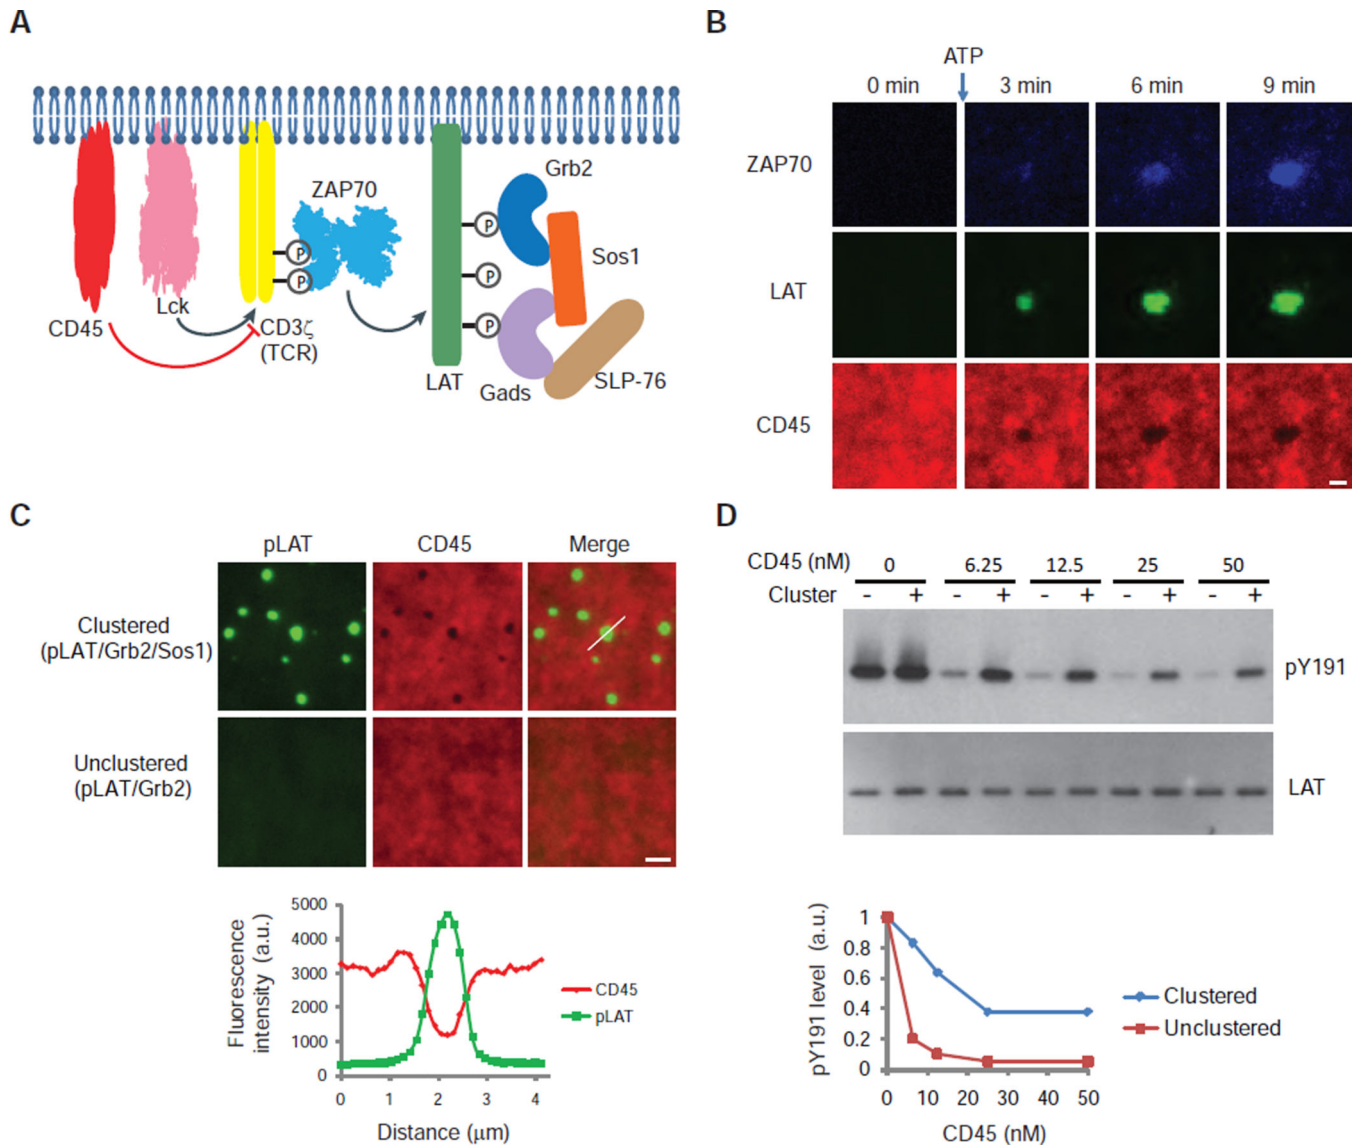 A
CD45
Lck
CD3ζ
(TCR)
ZAP70
P
P
LAT
P
P
P
Grb2
Sos1
Gads
SLP-76
B
ATP
0 min 3 min 6 min 9 min
ZAP70
LAT
CD45
C
pLAT CD45 Merge
Clustered
(pLAT/Grb2/Sos1)
Unclustered
(pLAT/Grb2)
Fluorescence
intensity (a.u.)
5000
4000
3000
2000
1000
0
0 1 2 3 4
Distance (μm)
CD45
pLAT
D
CD45 (nM) 0 6.25 12.5 25 50
Cluster - + - + - + - + - +
pY191
LAT
pY191 level (a.u.)
1
0.8
0.6
0.4
0.2
0
0 10 20 30 40 50
CD45 (nM)
Clustered
Unclustered